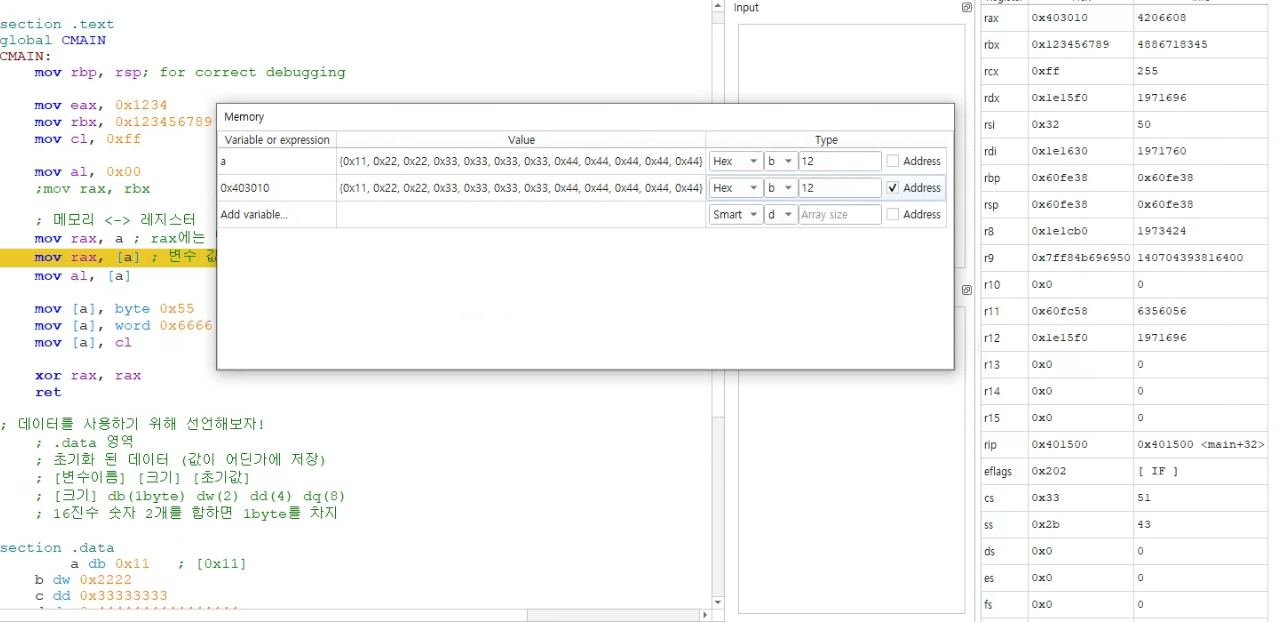 section .text
global CMAIN
CMAIN:
mov rbp, rsp; for correct debugging
mov eax, 0x1234
mov rbx, 0x123456789
mov cl, 0xff
mov al, 0x00
;mov rax, rbx
; 메모리 <-> 레지스터
mov rax, a ; rax에는
mov rax, [a] ; 변수 값
mov al, [a]
mov [a], byte 0x55
mov [a], word 0x6666
mov [a], cl
xor rax, rax
ret
; 데이터를 사용하기 위해 선언해보자!
; .data 영역
; 초기화 된 데이터 (값이 어딘가에 저장)
; [변수이름] [크기] [초기값]
; [크기] db(1byte) dw(2) dd(4) dq(8)
; 16진수 숫자 2개를 합하면 1byte를 차지
section .data
a db 0x11 ; [0x11]
b dw 0x2222
c dd 0x33333333
Memory
Variable or expression Value Type
a {0x11, 0x22, 0x22, 0x33, 0x33, 0x33, 0x33, 0x44, 0x44, 0x44, 0x44, 0x44} Hex b 12 Address
0x403010 {0x11, 0x22, 0x22, 0x33, 0x33, 0x33, 0x33, 0x44, 0x44, 0x44, 0x44, 0x44} Hex b 12 Address
Add variable... Smart d Array size Address
Input
rax 0x403010 4206608
rbx 0x123456789 4886718345
rcx 0xff 255
rdx 0x1e15f0 1971696
rsi 0x32 50
rdi 0x1e1630 1971760
rbp 0x60fe38 0x60fe38
rsp 0x60fe38 0x60fe38
r8 0x1e1cb0 1973424
r9 0x7ff84b696950 140704393816400
r10 0x0 0
r11 0x60fc58 6356056
r12 0x1e15f0 1971696
r13 0x0 0
r14 0x0 0
r15 0x0 0
rip 0x401500 0x401500 <main+32>
eflags 0x202 [ IF ]
cs 0x33 51
ss 0x2b 43
ds 0x0 0
es 0x0 0
fs 0x0 0